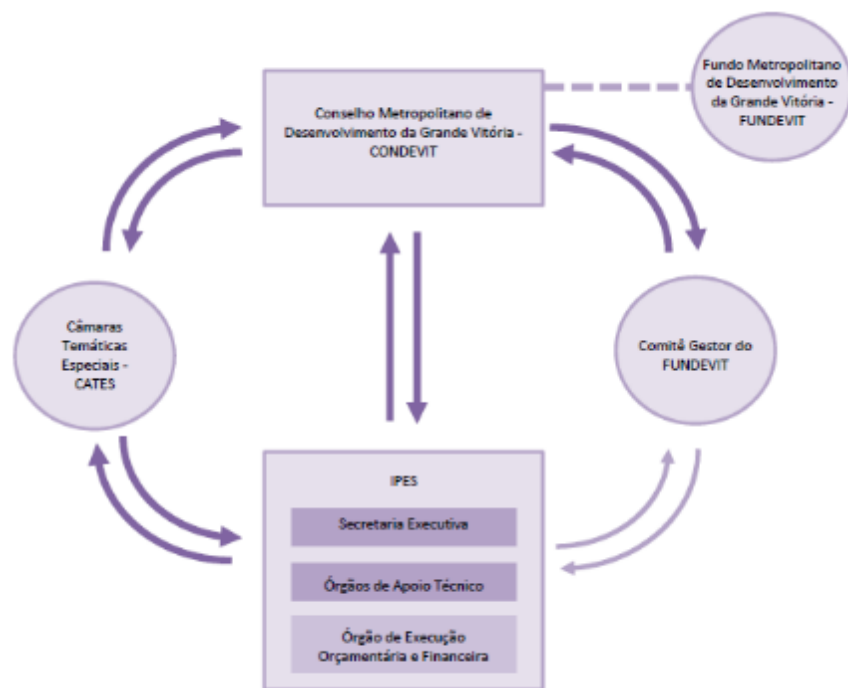 Fundo Metropolitano
de Desenvolvimento
da Grande Vitória -
FUNDEVIT
Conselho Metropolitano de
Desenvolvimento da Grande Vitória -
CONDEVIT
Câmaras
Temáticas
Especiais -
CATES
Comitê Gestor do
FUNDEVIT
IPES
Secretaria Executiva
Órgãos de Apoio Técnico
Órgão de Execução
Orçamentária e Financeira